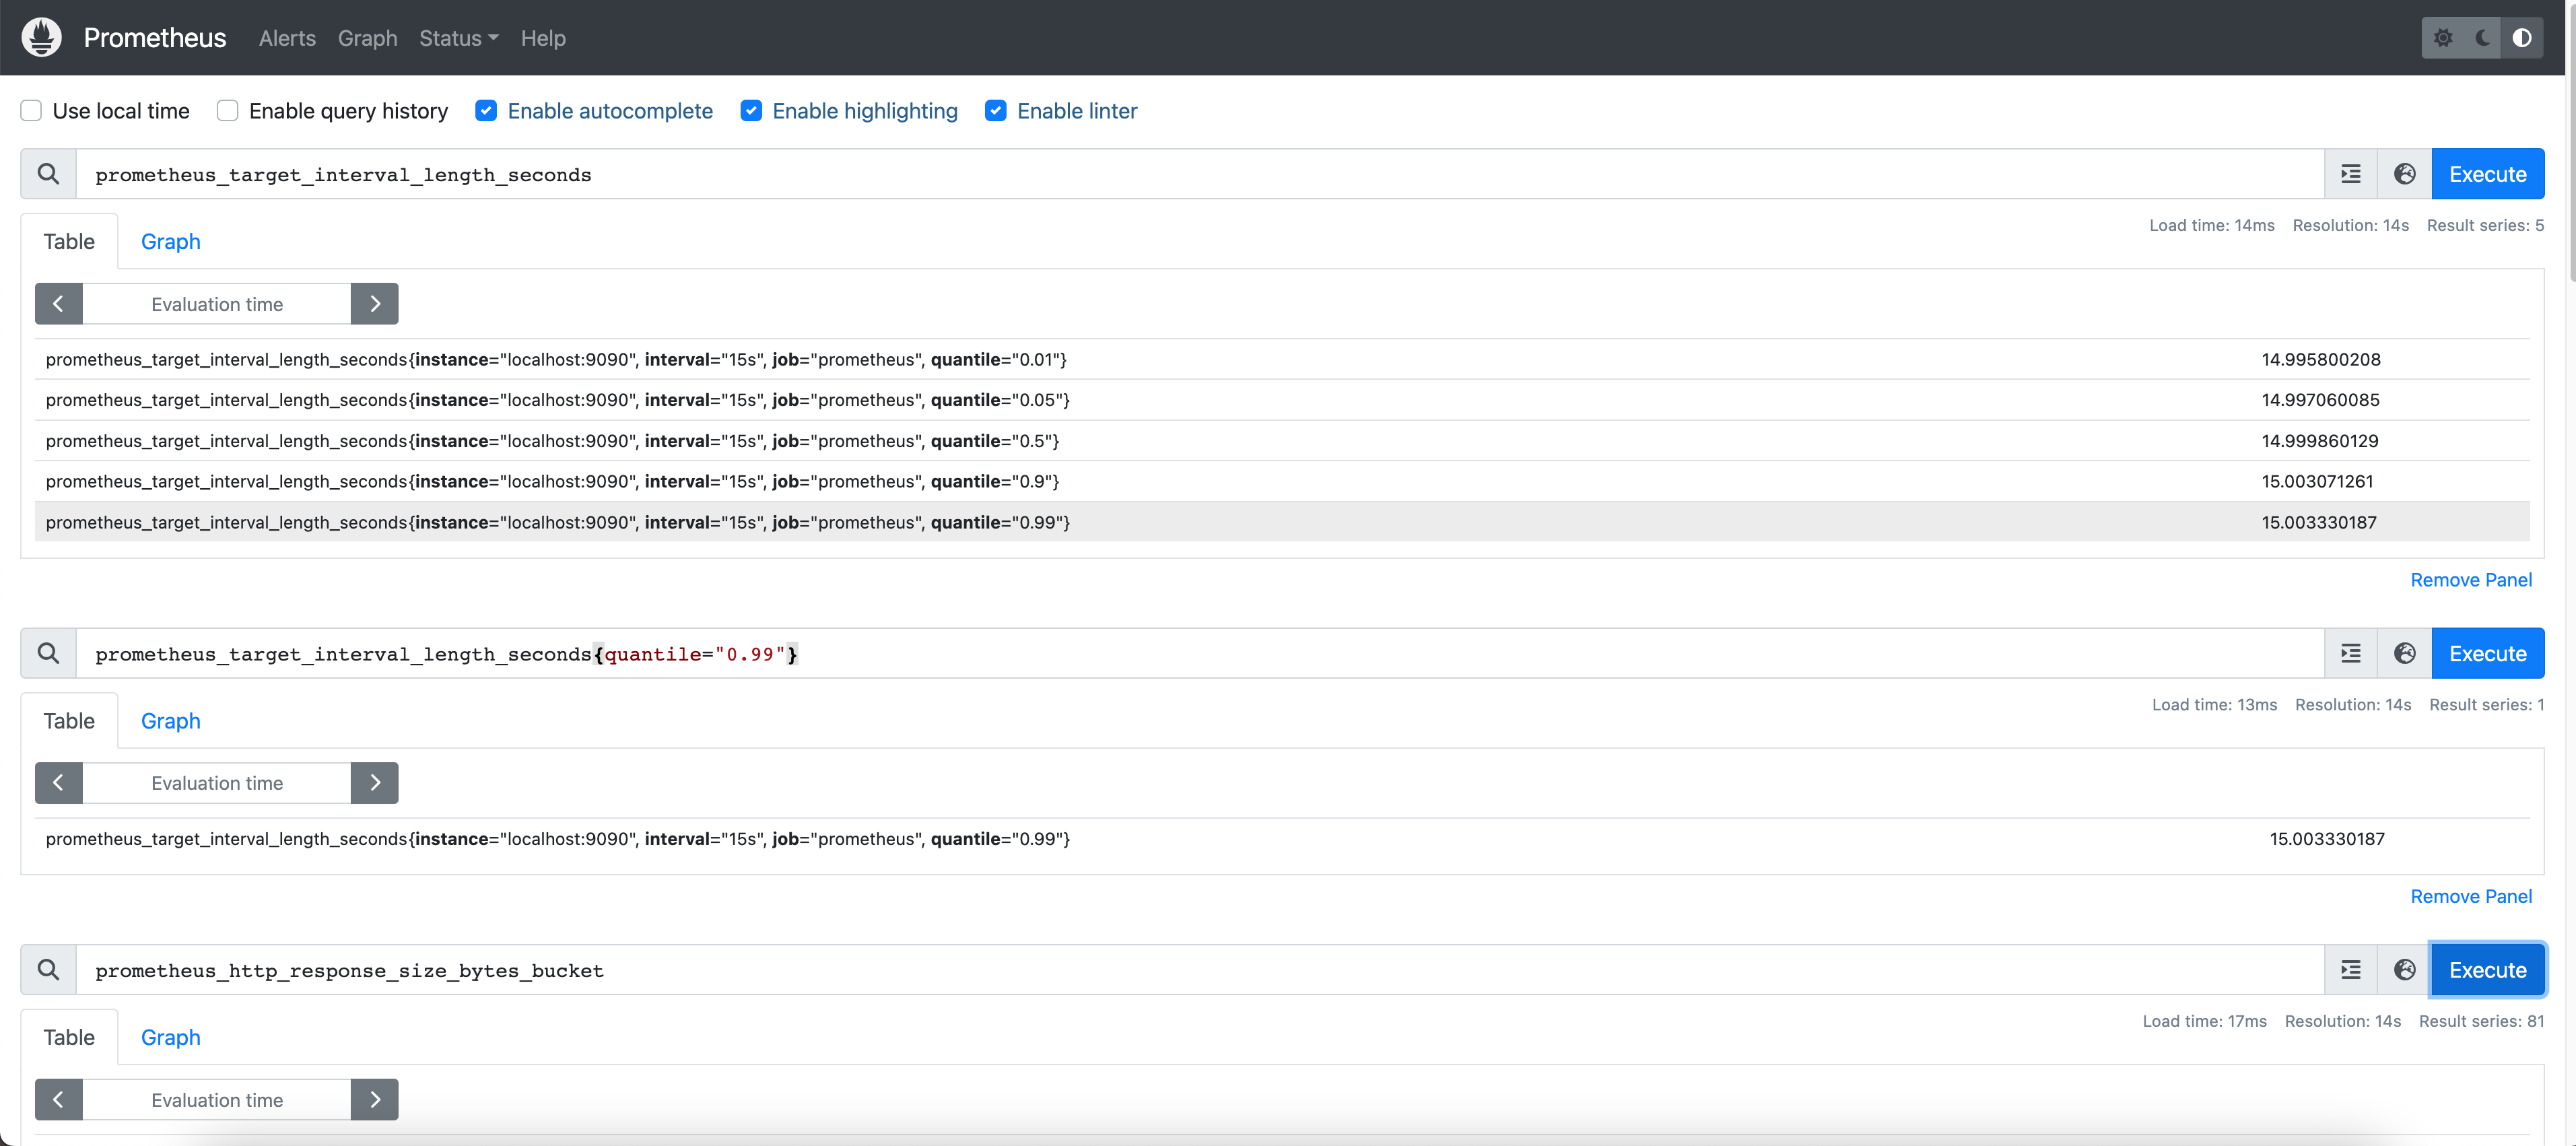 Prometheus Alerts Graph Status Help
Use local time Enable query history Enable autocomplete Enable highlighting Enable linter
prometheus_target_interval_length_seconds Execute
Table Graph Load time: 14ms Resolution: 14s Result series: 5
Evaluation time
prometheus_target_interval_length_seconds{instance="localhost:9090", interval="15s", job="prometheus", quantile="0.01"} 14.995800208
prometheus_target_interval_length_seconds{instance="localhost:9090", interval="15s", job="prometheus", quantile="0.05"} 14.997060085
prometheus_target_interval_length_seconds{instance="localhost:9090", interval="15s", job="prometheus", quantile="0.5"} 14.999860129
prometheus_target_interval_length_seconds{instance="localhost:9090", interval="15s", job="prometheus", quantile="0.9"} 15.003071261
prometheus_target_interval_length_seconds{instance="localhost:9090", interval="15s", job="prometheus", quantile="0.99"} 15.003330187
Remove Panel
prometheus_target_interval_length_seconds{quantile="0.99"} Execute
Table Graph Load time: 13ms Resolution: 14s Result series: 1
Evaluation time
prometheus_target_interval_length_seconds{instance="localhost:9090", interval="15s", job="prometheus", quantile="0.99"} 15.003330187
Remove Panel
prometheus_http_response_size_bytes_bucket Execute
Table Graph Load time: 17ms Resolution: 14s Result series: 81
Evaluation time